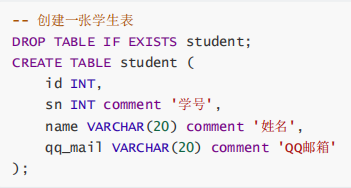 -- 创建一张学生表
DROP TABLE IF EXISTS student;
CREATE TABLE student (
    id INT,
    sn INT comment '学号',
    name VARCHAR(20) comment '姓名',
    qq_mail VARCHAR(20) comment 'QQ邮箱'
);